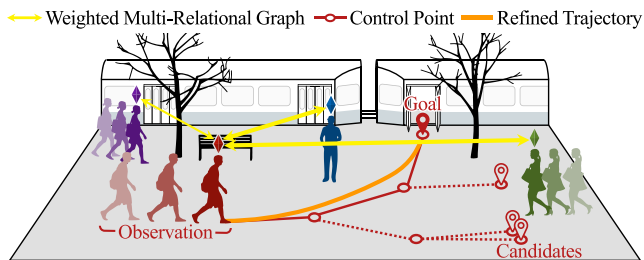 Weighted Multi-Relational Graph Control Point Refined Trajectory
Goal
Observation
Candidates